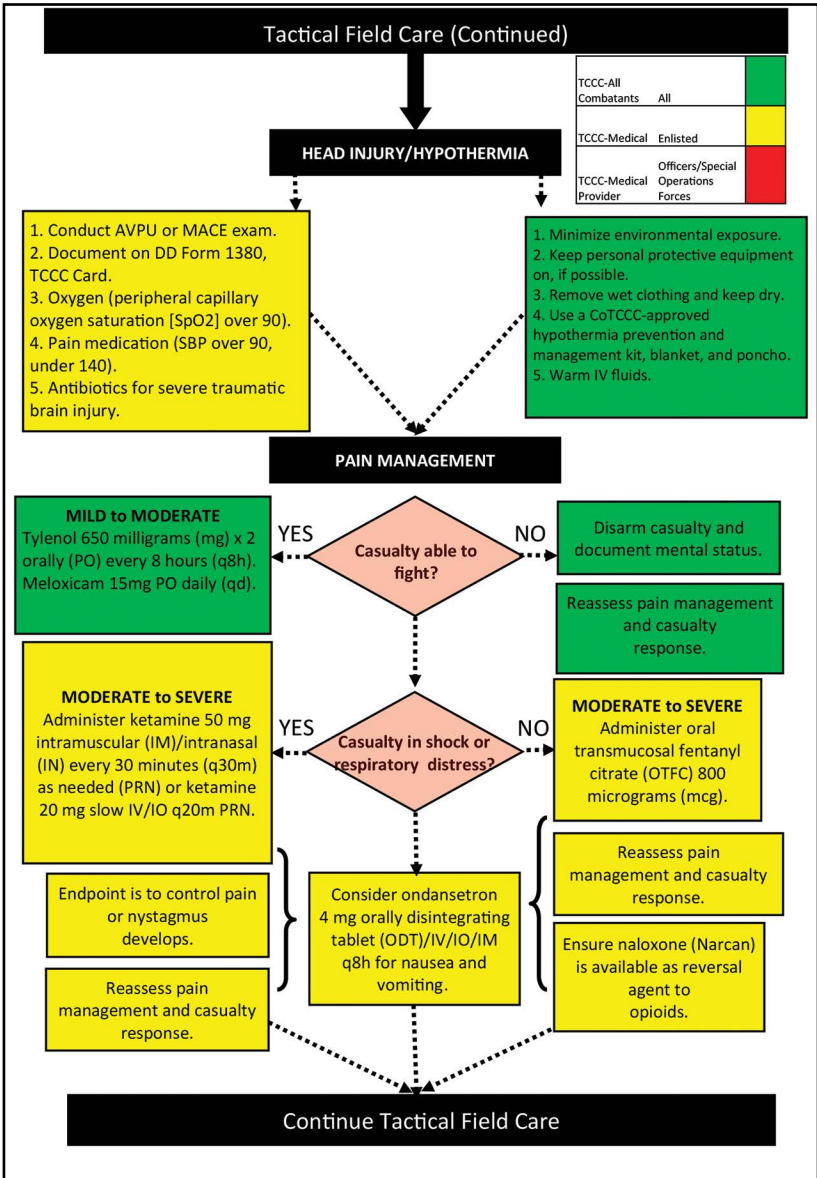 Tactical Field Care (Continued)
TCCC-All
Combatants All
TCCC-Medical Enlisted
Officers/Special
TCCC-Medical Operations
Provider Forces
HEAD INJURY/HYPOTHERMIA
1. Conduct AVPU or MACE exam.
2. Document on DD Form 1380,
TCCC Card.
3. Oxygen (peripheral capillary
oxygen saturation [SpO2] over 90).
4. Pain medication (SBP over 90,
under 140).
5. Antibiotics for severe traumatic
brain injury.
1. Minimize environmental exposure.
2. Keep personal protective equipment
on, if possible.
3. Remove wet clothing and keep dry.
4. Use a CoTCCC-approved
hypothermia prevention and
management kit, blanket, and poncho.
5. Warm IV fluids.
PAIN MANAGEMENT
MILD to MODERATE
Tylenol 650 milligrams (mg) x 2
orally (PO) every 8 hours (q8h).
Meloxicam 15mg PO daily (qd).
YES
Casualty able to
fight?
NO
Disarm casualty and
document mental status.
Reassess pain management
and casualty
response.
MODERATE to SEVERE
Administer ketamine 50 mg
intramuscular (IM)/intranasal
(IN) every 30 minutes (q30m)
as needed (PRN) or ketamine
20 mg slow IV/IO q20m PRN.
YES
Casualty in shock or
respiratory distress?
NO
MODERATE to SEVERE
Administer oral
transmucosal fentanyl
citrate (OTFC) 800
micrograms (mcg).
Endpoint is to control pain
or nystagmus
develops.
Reassess pain
management and casualty
response.
Consider ondansetron
4 mg orally disintegrating
tablet (ODT)/IV/IO/IM
q8h for nausea and
vomiting.
Reassess pain
management and casualty
response.
Ensure naloxone (Narcan)
is available as reversal
agent to
opioids.
Continue Tactical Field Care